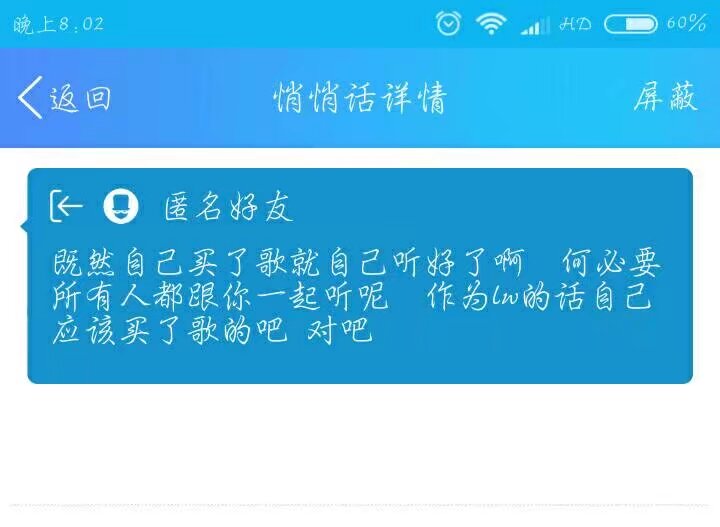 晚上8:02 HD 60%
返回 悄悄话详情 屏蔽
匿名好友
既然自己买了歌就自己听好了啊 何必要
所有人都跟你一起听呢 作为lw的话自己
应该买了歌的吧 对吧